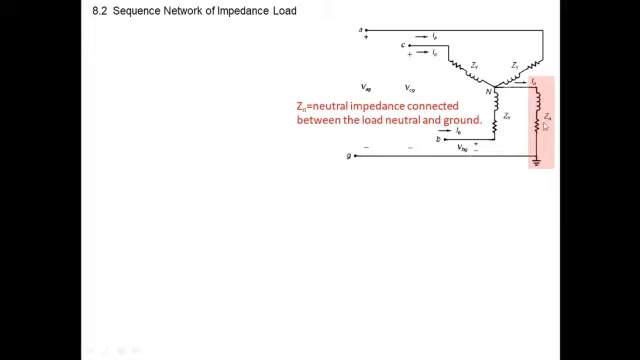 8.2 Sequence Network of Impedance Load
a
+
Ia
c
+
Ic
ZY
ZY
N
In
Vag
Vcg
Zn=neutral impedance connected
between the load neutral and ground.
ZY
Zn
Ib
b
+
Vbg
−
−
−
g